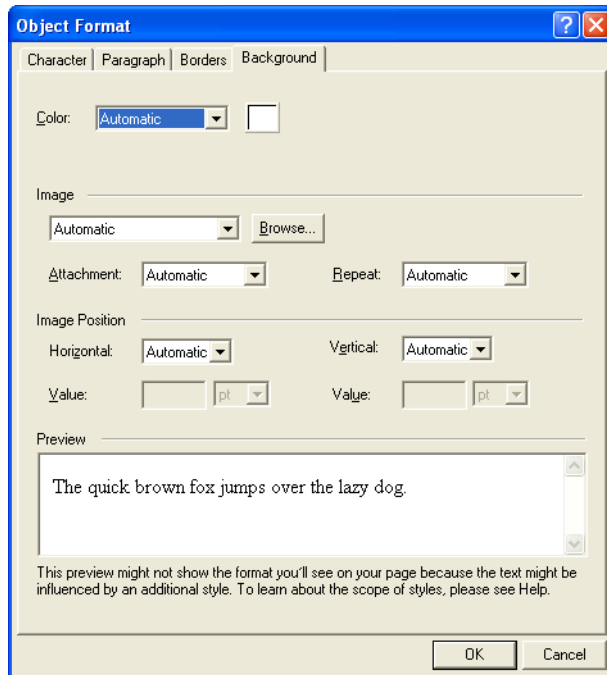 Object Format
Character Paragraph Borders Background
Color: Automatic
Image
Automatic Browse...
Attachment: Automatic Repeat: Automatic
Image Position
Horizontal: Automatic Vertical: Automatic
Value: pt Value: pt
Preview
The quick brown fox jumps over the lazy dog.
This preview might not show the format you'll see on your page because the text might be
influenced by an additional style. To learn about the scope of styles, please see Help.
OK Cancel